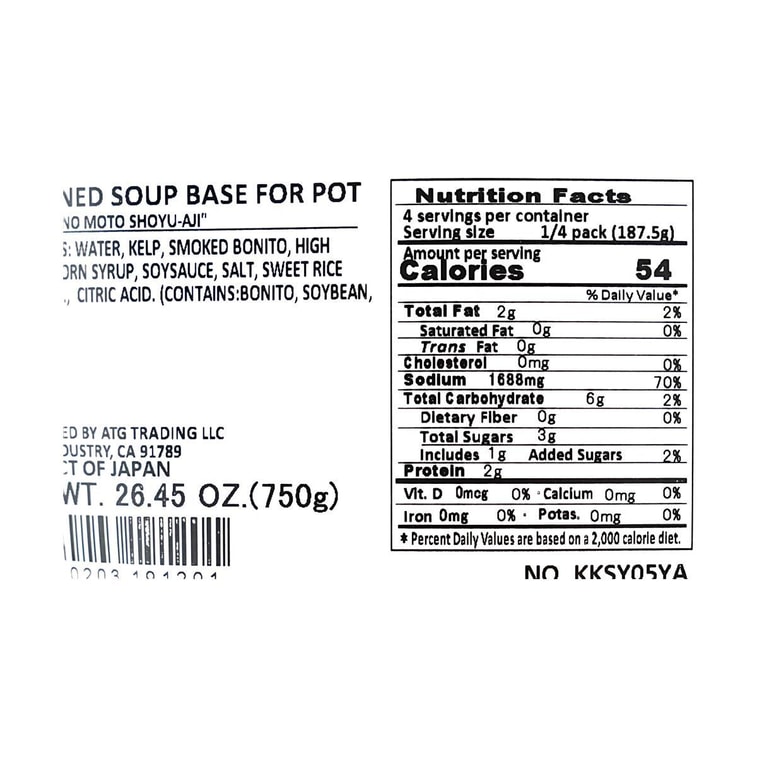 NED SOUP BASE FOR POT
NO MOTO SHOYU-AJI"
S: WATER, KELP, SMOKED BONITO, HIGH
ORN SYRUP, SOYSAUCE, SALT, SWEET RICE
., CITRIC ACID. (CONTAINS:BONITO, SOYBEAN,
ED BY ATG TRADING LLC
DUSTRY, CA 91789
CT OF JAPAN
WT. 26.45 OZ.(750g)
Nutrition Facts
4 servings per container
Serving size 1/4 pack (187.5g)
Amount per serving
Calories 54
% Daily Value*
Total Fat 2g 2%
Saturated Fat 0g 0%
Trans Fat 0g
Cholesterol 0mg 0%
Sodium 1688mg 70%
Total Carbohydrate 6g 2%
Dietary Fiber 0g 0%
Total Sugars 3g
Includes 1g Added Sugars 2%
Protein 2g
Vit. D 0mcg 0% · Calcium 0mg 0%
Iron 0mg 0% · Potas. 0mg 0%
* Percent Daily Values are based on a 2,000 calorie diet.
NO. KKSY05YA